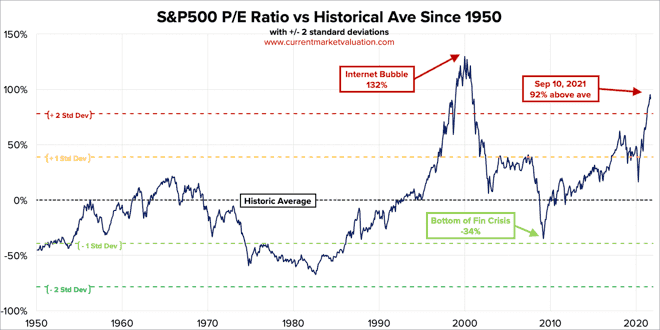 S&P500 P/E Ratio vs Historical Ave Since 1950
with +/- 2 standard deviations
www.currentmarketvaluation.com
150%
Internet Bubble
132%
Sep 10, 2021
92% above ave
100%
(+ 2 Std Dev)
50%
(+ 1 Std Dev)
0%
Historic Average
Bottom of Fin Crisis
-34%
-50%
(- 1 Std Dev)
(- 2 Std Dev)
-100%
1950 1960 1970 1980 1990 2000 2010 2020